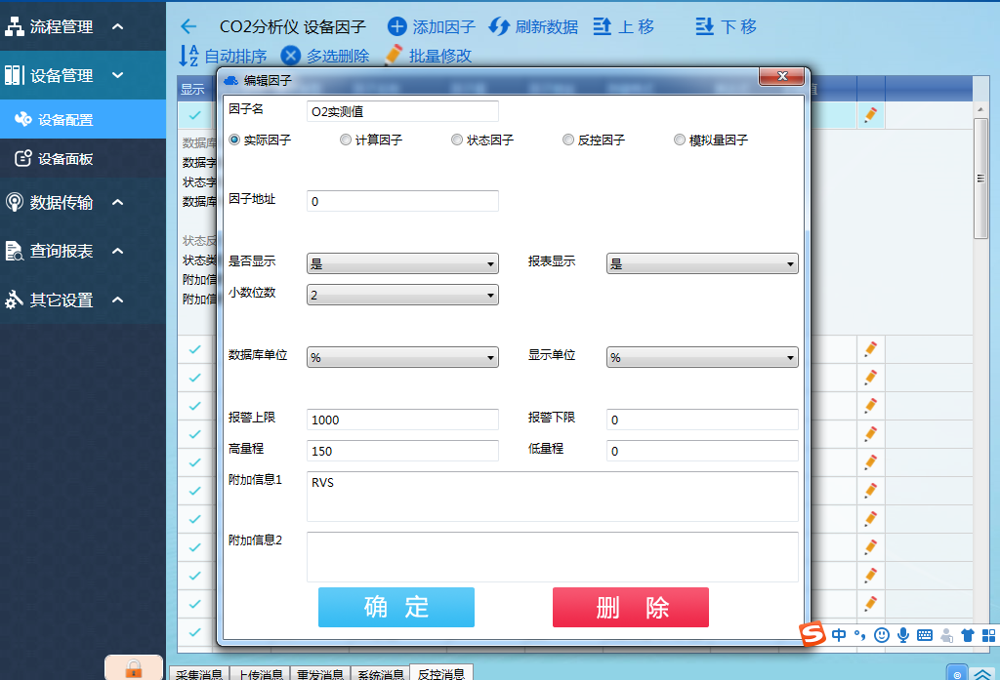 流程管理
设备管理
设备配置
设备面板
数据传输
查询报表
其它设置
CO2分析仪 设备因子
添加因子
刷新数据
上 移
下 移
自动排序
多选删除
批量修改
显示
值
数据库
数据字
状态字
数据库
状态反
状态类
附加信
附加信
编辑因子
因子名
O2实测值
实际因子
计算因子
状态因子
反控因子
模拟量因子
因子地址
0
是否显示
是
报表显示
是
小数位数
2
数据库单位
%
显示单位
%
报警上限
1000
报警下限
0
高量程
150
低量程
0
附加信息1
RVS
附加信息2
确 定
删 除
中
采集消息
上传消息
重发消息
系统消息
反控消息